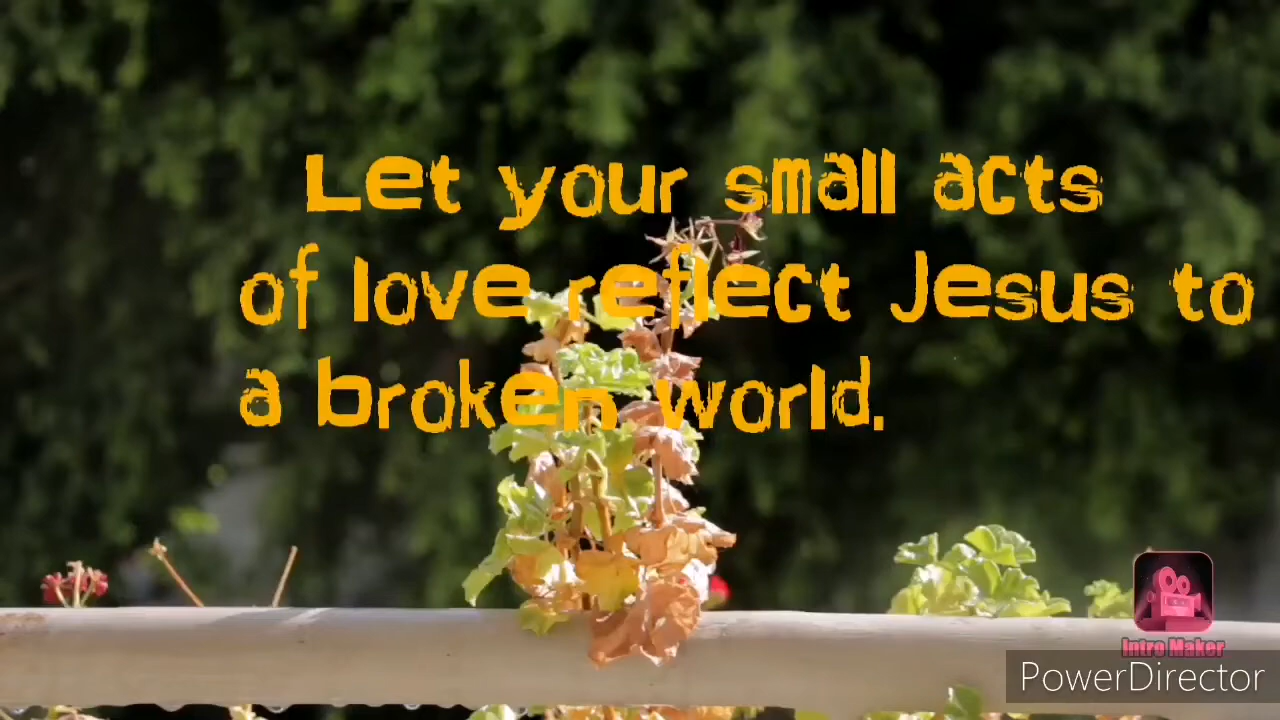 Let your small acts
of love reflect Jesus to
a broken world.
Intro Maker
PowerDirector